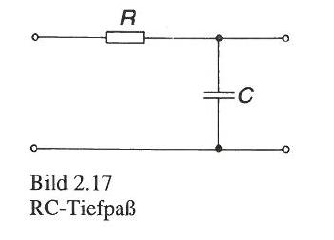 R
C
Bild 2.17
RC-Tiefpaß